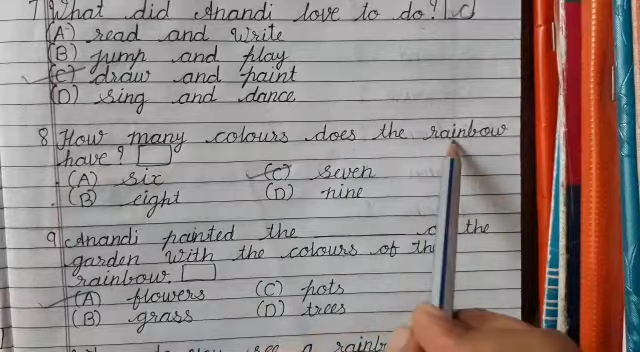 7 What did Anandi love to do? c
(A) read and write
(B) jump and play
(C) draw and paint
(D) sing and dance
8 How many colours does the rainbow
have?
(A) six (C) seven
(B) eight (D) nine
9 Anandi painted the ________ the
garden with the colours of
rainbow.
(A) flowers (C) pots
(B) grass (D) trees
see a